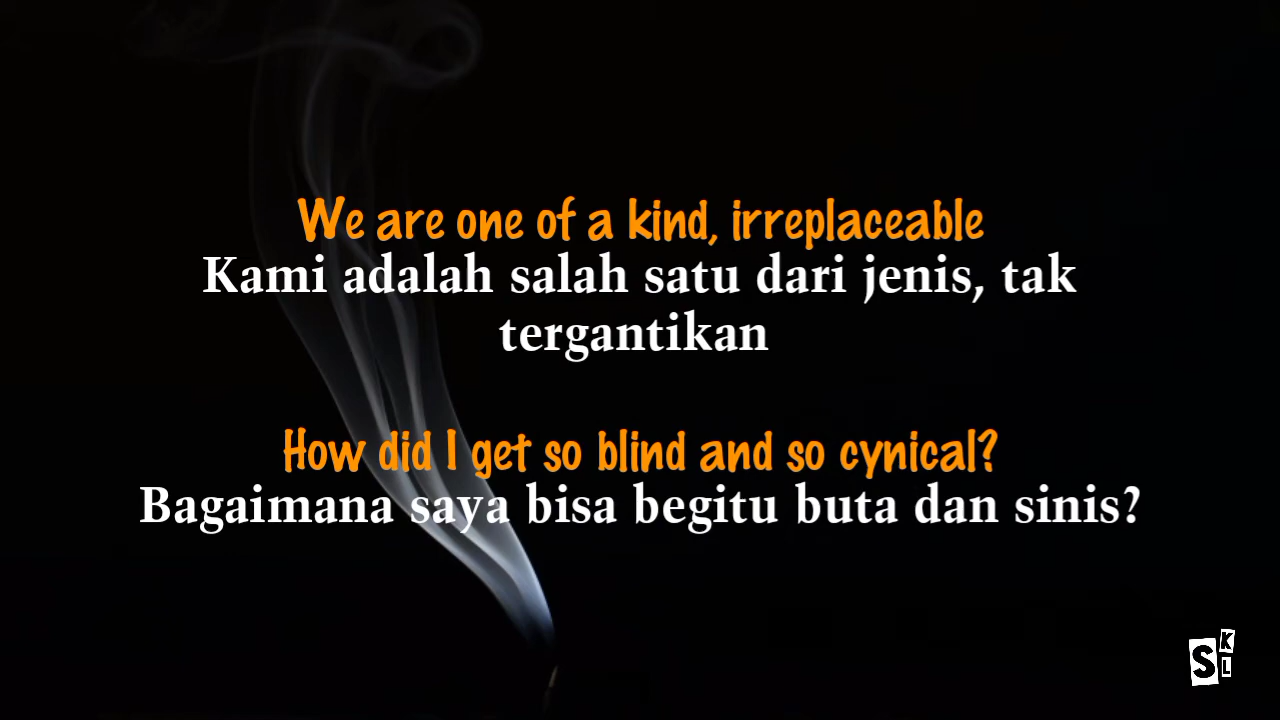 We are one of a kind, irreplaceable
Kami adalah salah satu dari jenis, tak
tergantikan
How did I get so blind and so cynical?
Bagaimana saya bisa begitu buta dan sinis?
SKL